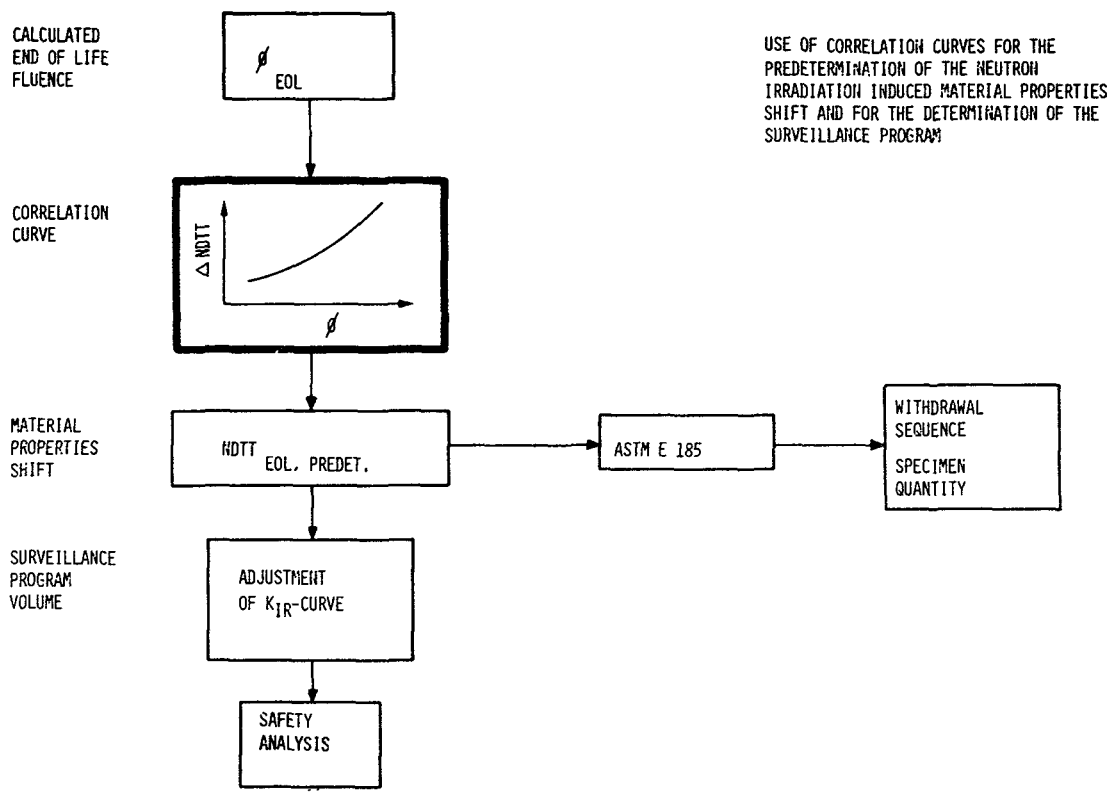 CALCULATED
END OF LIFE
FLUENCE
ø
EOL
USE OF CORRELATION CURVES FOR THE
PREDETERMINATION OF THE NEUTRON
IRRADIATION INDUCED MATERIAL PROPERTIES
SHIFT AND FOR THE DETERMINATION OF THE
SURVEILLANCE PROGRAM
CORRELATION
CURVE
Δ NDTT
ø
MATERIAL
PROPERTIES
SHIFT
NDTT
EOL, PREDET.
ASTM E 185
WITHDRAWAL
SEQUENCE
SPECIMEN
QUANTITY
SURVEILLANCE
PROGRAM
VOLUME
ADJUSTMENT
OF KIR-CURVE
SAFETY
ANALYSIS